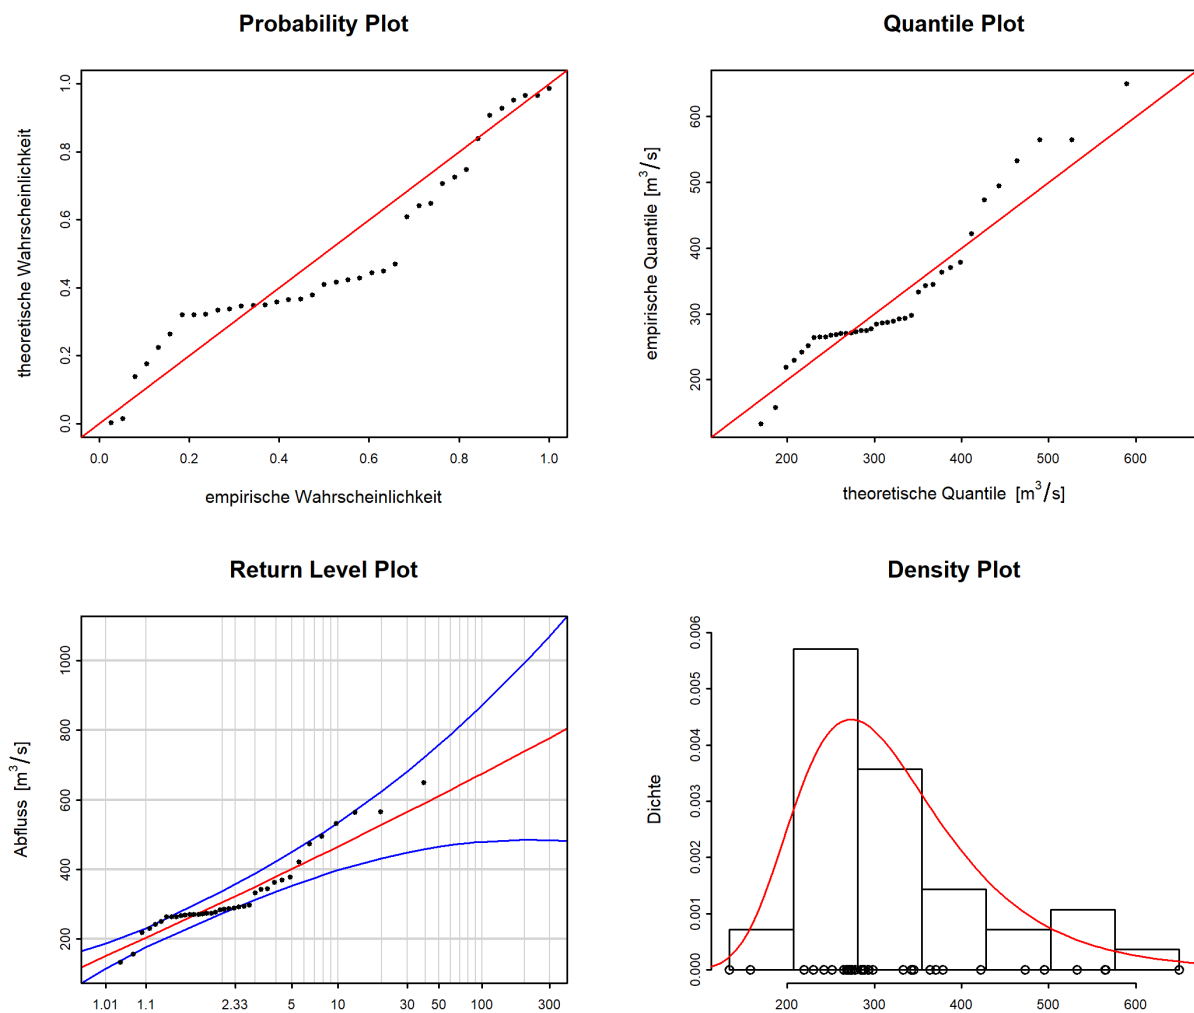 Probability Plot
theoretische Wahrscheinlichkeit
1.0
0.8
0.6
0.4
0.2
0.0
0.0 0.2 0.4 0.6 0.8 1.0
empirische Wahrscheinlichkeit
Quantile Plot
empirische Quantile [m³/s]
600
500
400
300
200
200 300 400 500 600
theoretische Quantile [m³/s]
Return Level Plot
Abfluss [m³/s]
1000
800
600
400
200
1.01 1.1 2.33 5 10 30 50 100 300
Density Plot
Dichte
0.006
0.005
0.004
0.003
0.002
0.001
0.000
200 300 400 500 600